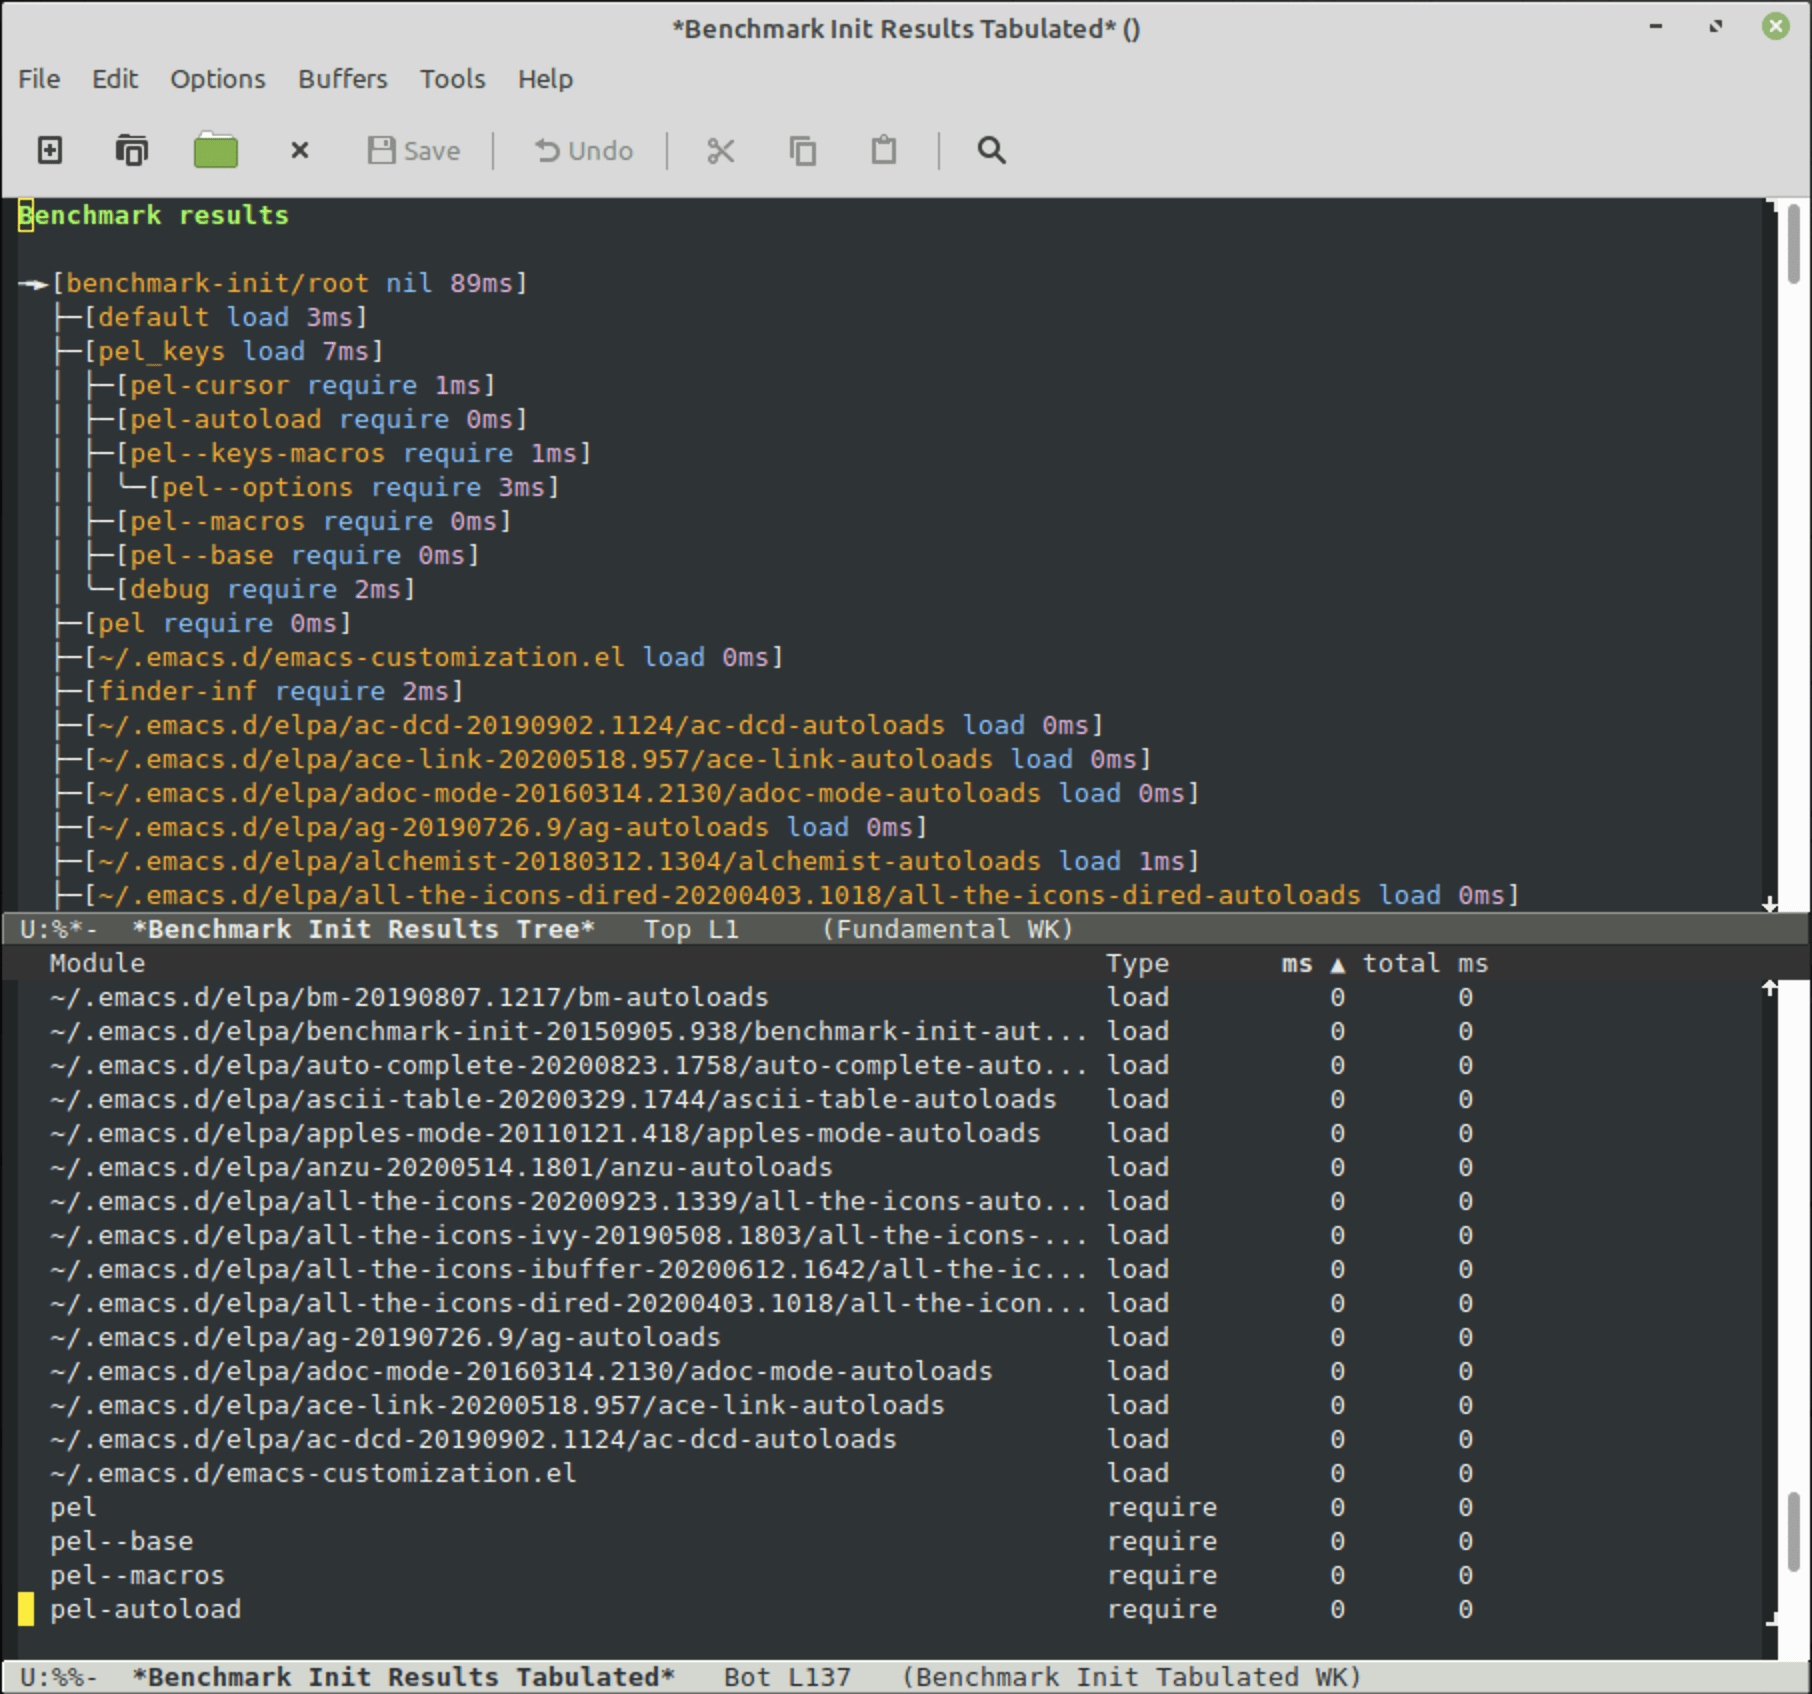 *Benchmark Init Results Tabulated* ()
File Edit Options Buffers Tools Help
Save Undo
Benchmark results
[benchmark-init/root nil 89ms]
├─[default load 3ms]
├─[pel_keys load 7ms]
│ ├─[pel-cursor require 1ms]
│ ├─[pel-autoload require 0ms]
│ ├─[pel--keys-macros require 1ms]
│ │ ╰─[pel--options require 3ms]
│ ├─[pel--macros require 0ms]
│ ├─[pel--base require 0ms]
│ ╰─[debug require 2ms]
├─[pel require 0ms]
├─[~/.emacs.d/emacs-customization.el load 0ms]
├─[finder-inf require 2ms]
├─[~/.emacs.d/elpa/ac-dcd-20190902.1124/ac-dcd-autoloads load 0ms]
├─[~/.emacs.d/elpa/ace-link-20200518.957/ace-link-autoloads load 0ms]
├─[~/.emacs.d/elpa/adoc-mode-20160314.2130/adoc-mode-autoloads load 0ms]
├─[~/.emacs.d/elpa/ag-20190726.9/ag-autoloads load 0ms]
├─[~/.emacs.d/elpa/alchemist-20180312.1304/alchemist-autoloads load 1ms]
├─[~/.emacs.d/elpa/all-the-icons-dired-20200403.1018/all-the-icons-dired-autoloads load 0ms]
U:%*- *Benchmark Init Results Tree* Top L1 (Fundamental WK)
Module Type ms ▲ total ms
~/.emacs.d/elpa/bm-20190807.1217/bm-autoloads load 0 0
~/.emacs.d/elpa/benchmark-init-20150905.938/benchmark-init-aut... load 0 0
~/.emacs.d/elpa/auto-complete-20200823.1758/auto-complete-auto... load 0 0
~/.emacs.d/elpa/ascii-table-20200329.1744/ascii-table-autoloads load 0 0
~/.emacs.d/elpa/apples-mode-20110121.418/apples-mode-autoloads load 0 0
~/.emacs.d/elpa/anzu-20200514.1801/anzu-autoloads load 0 0
~/.emacs.d/elpa/all-the-icons-20200923.1339/all-the-icons-auto... load 0 0
~/.emacs.d/elpa/all-the-icons-ivy-20190508.1803/all-the-icons-... load 0 0
~/.emacs.d/elpa/all-the-icons-ibuffer-20200612.1642/all-the-ic... load 0 0
~/.emacs.d/elpa/all-the-icons-dired-20200403.1018/all-the-icon... load 0 0
~/.emacs.d/elpa/ag-20190726.9/ag-autoloads load 0 0
~/.emacs.d/elpa/adoc-mode-20160314.2130/adoc-mode-autoloads load 0 0
~/.emacs.d/elpa/ace-link-20200518.957/ace-link-autoloads load 0 0
~/.emacs.d/elpa/ac-dcd-20190902.1124/ac-dcd-autoloads load 0 0
~/.emacs.d/emacs-customization.el load 0 0
pel require 0 0
pel--base require 0 0
pel--macros require 0 0
pel-autoload require 0 0
U:%%- *Benchmark Init Results Tabulated* Bot L137 (Benchmark Init Tabulated WK)